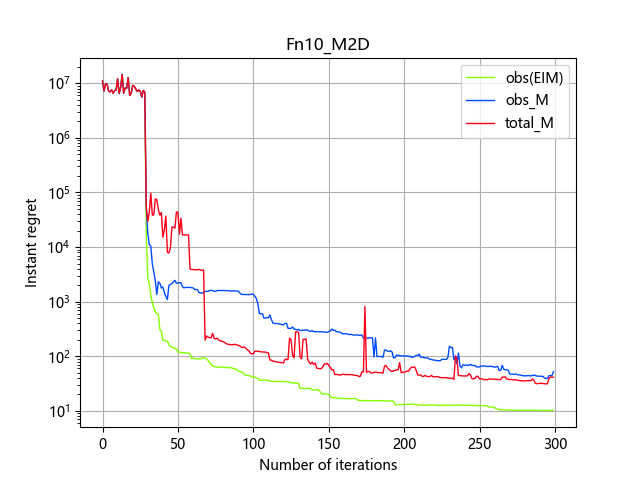 Fn10_M2D
obs(EIM)
obs_M
total_M
Instant regret
10^7
10^6
10^5
10^4
10^3
10^2
10^1
0 50 100 150 200 250 300
Number of iterations